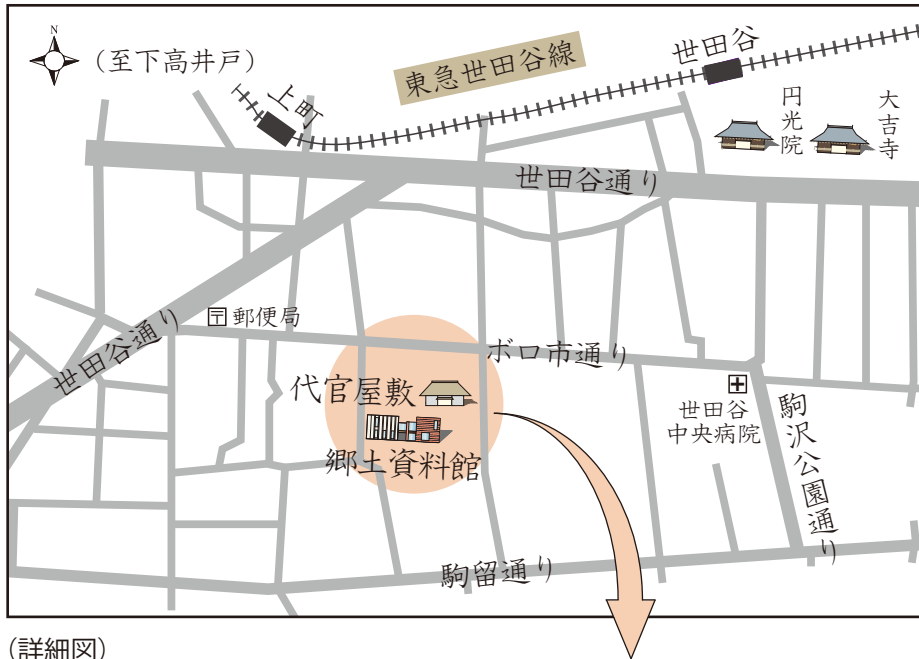 N
(至下高井戸)
上町
東急世田谷線
世田谷
円光院
大吉寺
世田谷通り
世田谷通り
〒郵便局
ボロ市通り
代官屋敷
郷土資料館
世田谷
中央病院
駒沢公園通り
駒留通り
(詳細図)